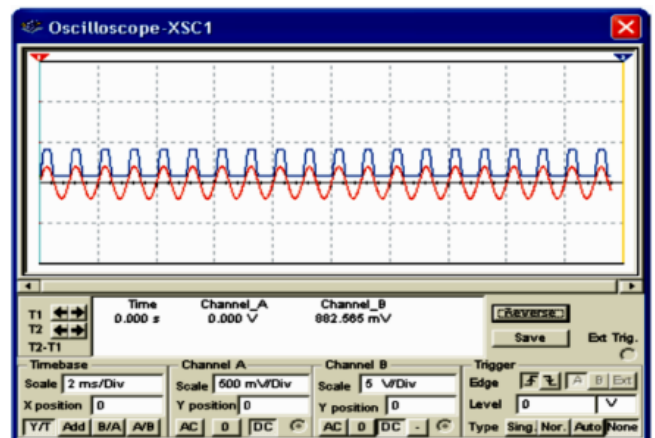 Oscilloscope-XSC1
Time Channel_A Channel_B
T1 0.000 s 0.000 V 882.565 mV
T2
T2-T1
Reverse
Save
Ext Trig.
Timebase
Scale 2 ms/Div
X position 0
Y/T Add B/A A/B
Channel A
Scale 500 mV/Div
Y position 0
AC 0 DC
Channel B
Scale 5 V/Div
Y position 0
AC 0 DC -
Trigger
Edge A B Ext
Level 0 V
Type Sing. Nor. Auto None